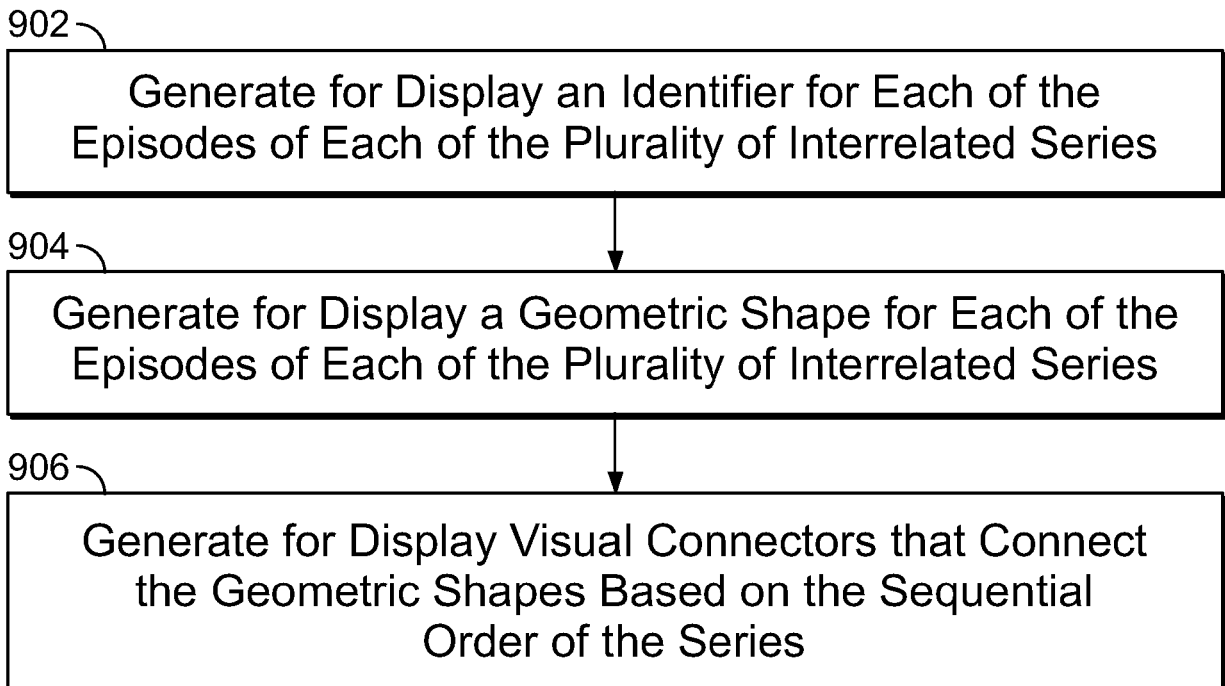 902
Generate for Display an Identifier for Each of the
Episodes of Each of the Plurality of Interrelated Series
904
Generate for Display a Geometric Shape for Each of the
Episodes of Each of the Plurality of Interrelated Series
906
Generate for Display Visual Connectors that Connect
the Geometric Shapes Based on the Sequential
Order of the Series